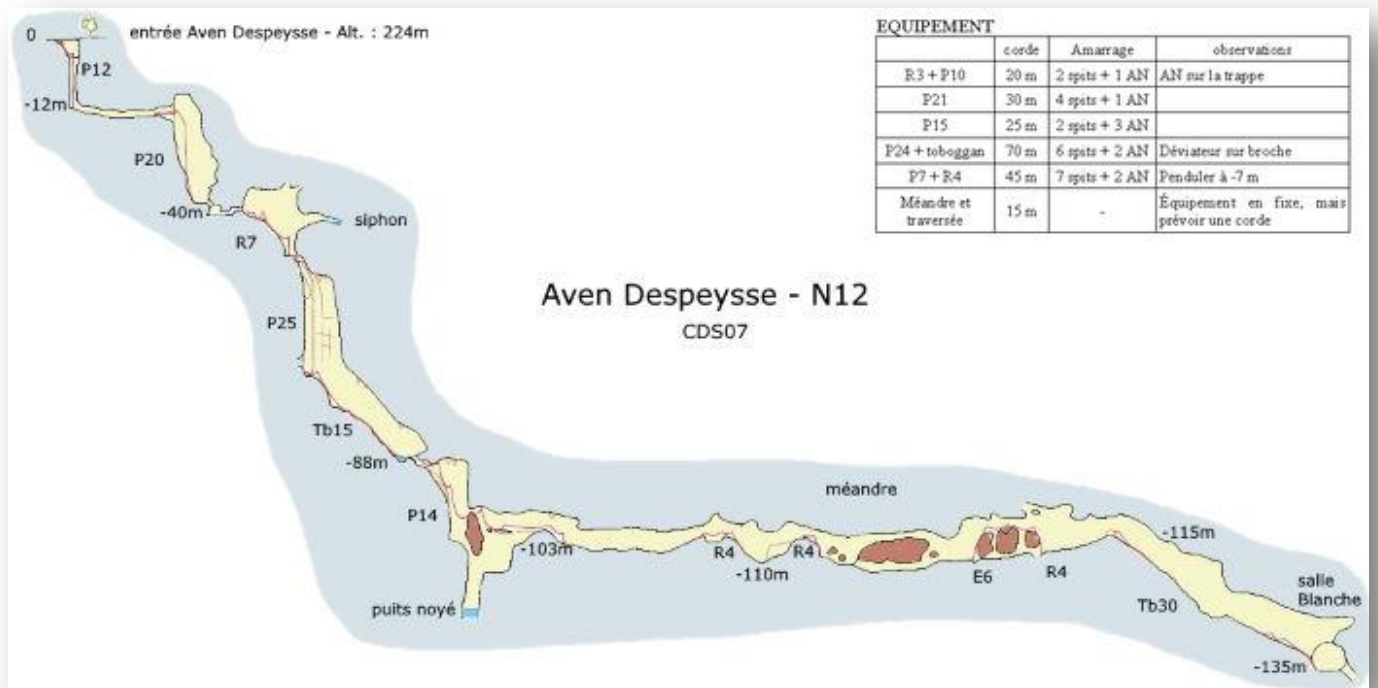 0
entrée Aven Despeysse - Alt. : 224m
P12
-12m
P20
-40m
siphon
R7
P25
Tb15
-88m
P14
-103m
puits noyé
Aven Despeysse - N12
CDS07
méandre
R4
R4
-110m
E6
R4
-115m
Tb30
salle
Blanche
-135m
EQUIPEMENT
corde Amarrage observations
R3 + P10 20 m 2 spits + 1 AN AN sur la trappe
P21 30 m 4 spits + 1 AN
P15 25 m 2 spits + 3 AN
P24 + toboggan 70 m 6 spits + 2 AN Déviateur sur broche
P7 + R4 45 m 7 spits + 2 AN Penduler à -7 m
Méandre et traversée 15 m - Équipement en fixe, mais
prévoir une corde